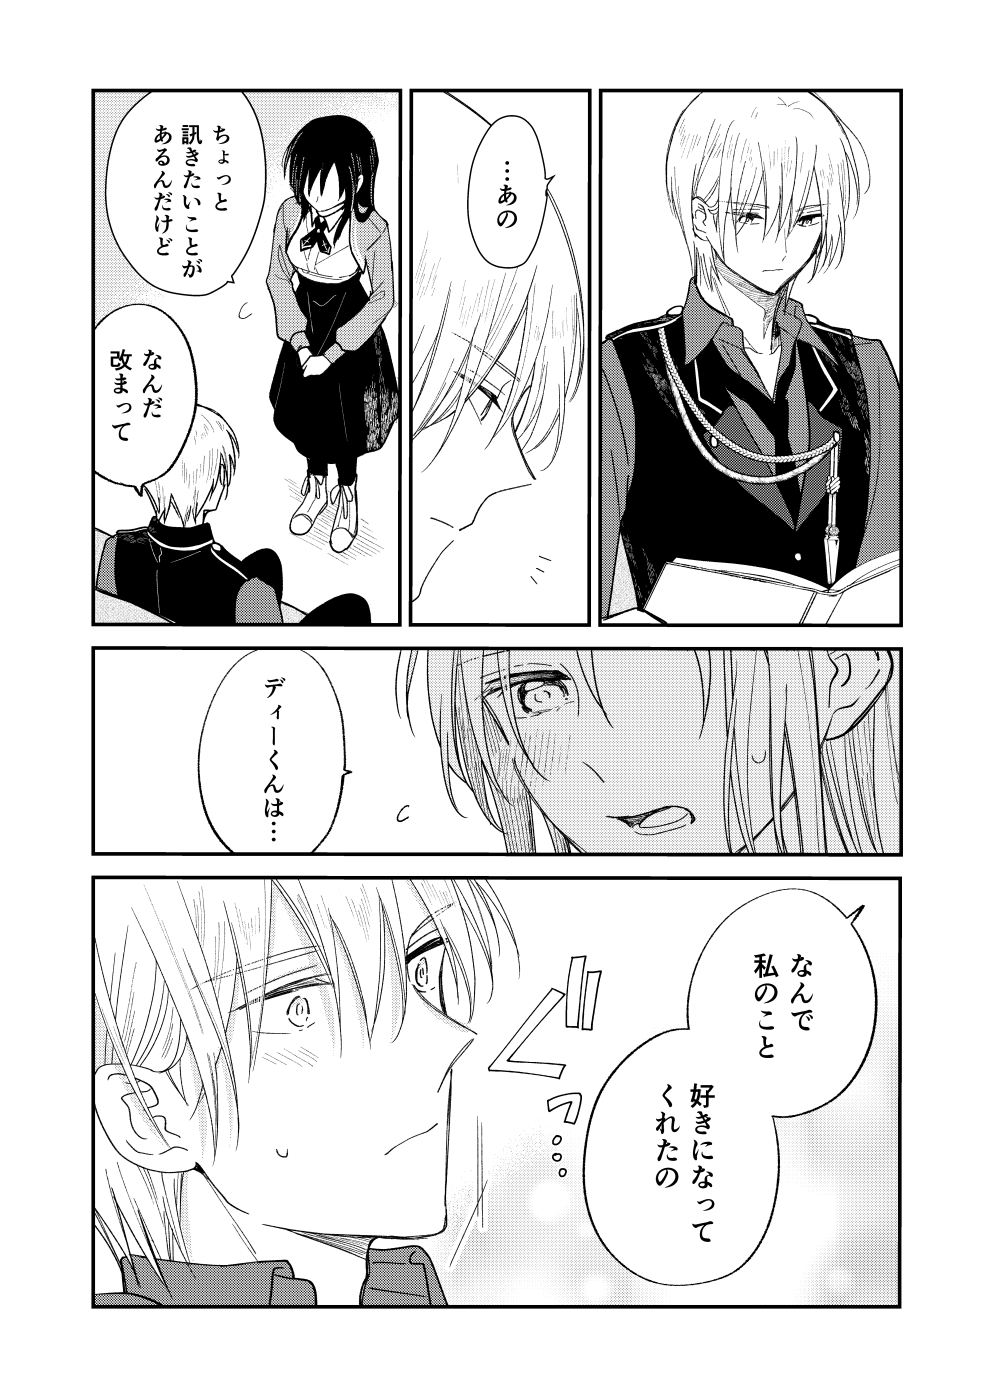 …あの
ちょっと
訊きたいことが
あるんだけど
なんだ
改まって
ディーくんは…
なんで
私のこと
好きになって
くれたの
ぐっ…